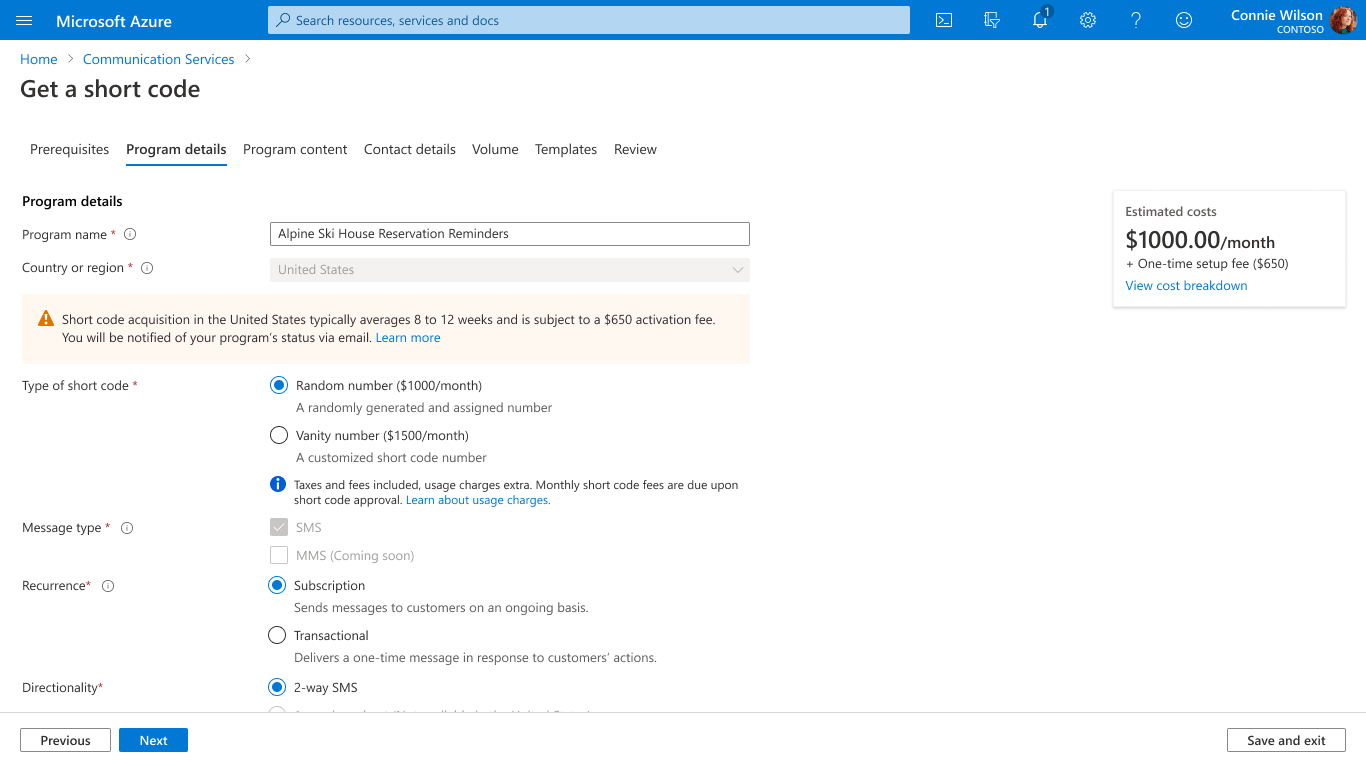 Microsoft Azure
Search resources, services and docs
1
Connie Wilson
CONTOSO
Home > Communication Services >
Get a short code
Prerequisites Program details Program content Contact details Volume Templates Review
Program details
Program name *
Alpine Ski House Reservation Reminders
Country or region *
United States
Short code acquisition in the United States typically averages 8 to 12 weeks and is subject to a $650 activation fee.
You will be notified of your program's status via email. Learn more
Type of short code *
Random number ($1000/month)
A randomly generated and assigned number
Vanity number ($1500/month)
A customized short code number
Taxes and fees included, usage charges extra. Monthly short code fees are due upon
short code approval. Learn about usage charges.
Message type *
SMS
MMS (Coming soon)
Recurrence*
Subscription
Sends messages to customers on an ongoing basis.
Transactional
Delivers a one-time message in response to customers' actions.
Directionality*
2-way SMS
Estimated costs
$1000.00/month
+ One-time setup fee ($650)
View cost breakdown
Previous
Next
Save and exit